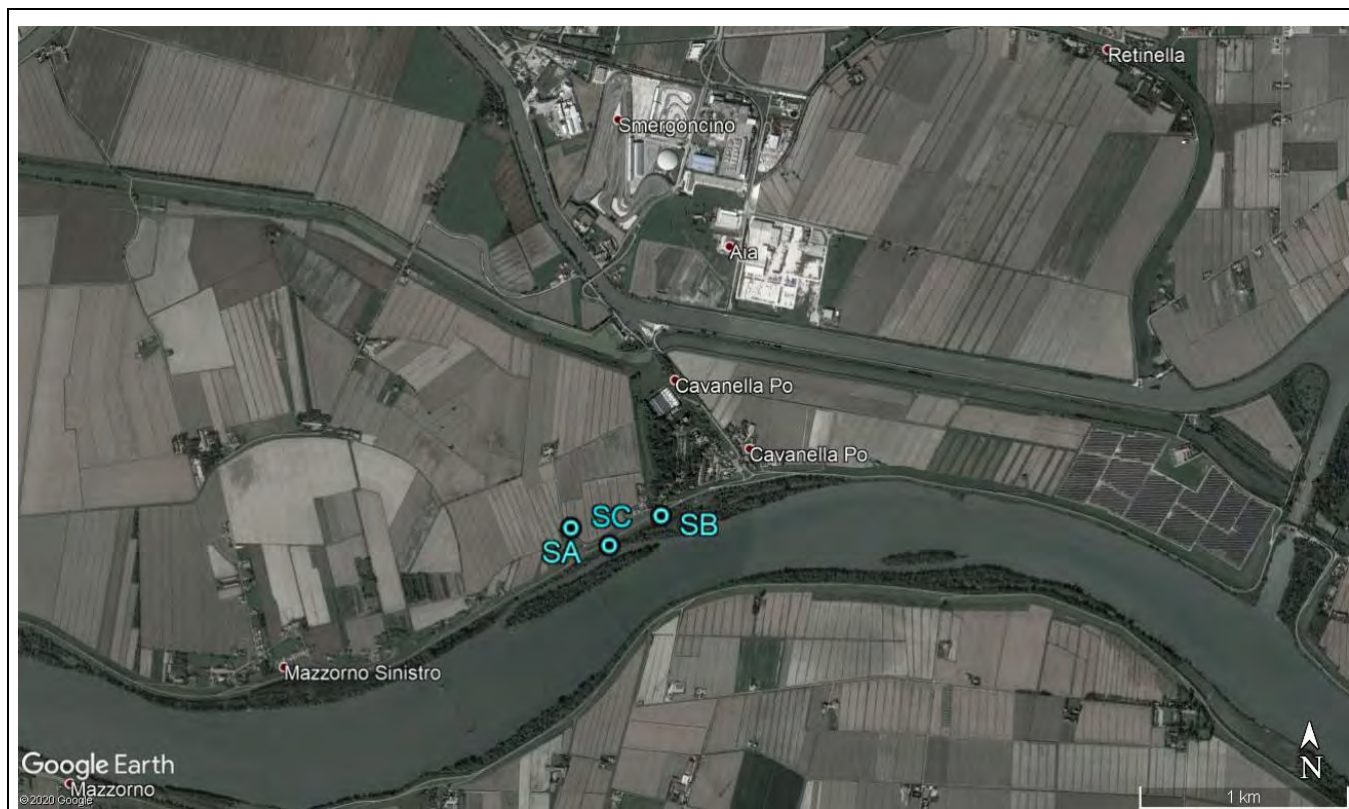 Retinella
Smergoncino
Aia
Cavanella Po
Cavanella Po
SC
SB
SA
Mazzorno Sinistro
Google Earth
Mazzorno
©2020 Google
N
1 km